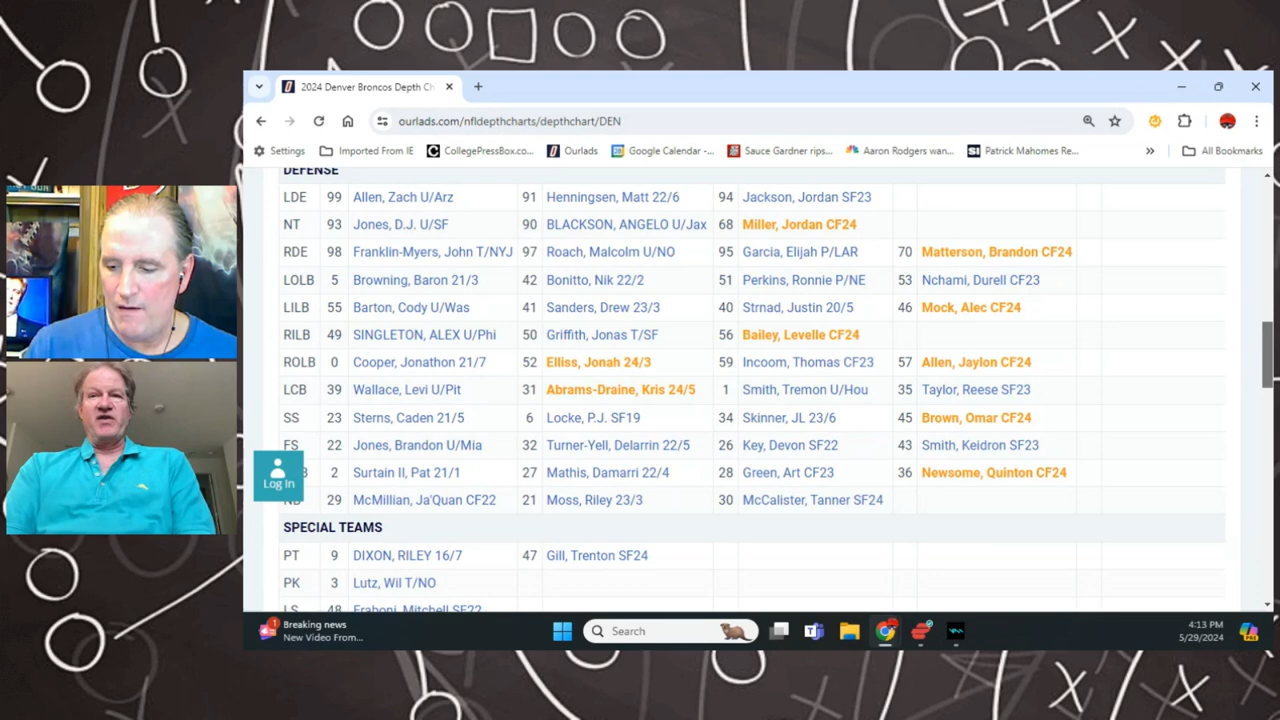 2024 Denver Broncos Depth Ch
ourlads.com/nfldepthcharts/depthchart/DEN
Settings Imported From IE CollegePressBox.co... Ourlads Google Calendar -... Sauce Gardner rips... Aaron Rodgers wan... SI Patrick Mahomes Re... » All Bookmarks
DEFENSE
LDE 99 Allen, Zach U/Arz 91 Henningsen, Matt 22/6 94 Jackson, Jordan SF23
NT 93 Jones, D.J. U/SF 90 BLACKSON, ANGELO U/Jax 68 Miller, Jordan CF24
RDE 98 Franklin-Myers, John T/NYJ 97 Roach, Malcolm U/NO 95 Garcia, Elijah P/LAR 70 Matterson, Brandon CF24
LOLB 5 Browning, Baron 21/3 42 Bonitto, Nik 22/2 51 Perkins, Ronnie P/NE 53 Nchami, Durell CF23
LILB 55 Barton, Cody U/Was 41 Sanders, Drew 23/3 40 Strnad, Justin 20/5 46 Mock, Alec CF24
RILB 49 SINGLETON, ALEX U/Phi 50 Griffith, Jonas T/SF 56 Bailey, Levelle CF24
ROLB 0 Cooper, Jonathon 21/7 52 Elliss, Jonah 24/3 59 Incoom, Thomas CF23 57 Allen, Jaylon CF24
LCB 39 Wallace, Levi U/Pit 31 Abrams-Draine, Kris 24/5 1 Smith, Tremon U/Hou 35 Taylor, Reese SF23
SS 23 Sterns, Caden 21/5 6 Locke, P.J. SF19 34 Skinner, JL 23/6 45 Brown, Omar CF24
FS 22 Jones, Brandon U/Mia 32 Turner-Yell, Delarrin 22/5 26 Key, Devon SF22 43 Smith, Keidron SF23
2 Surtain II, Pat 21/1 27 Mathis, Damarri 22/4 28 Green, Art CF23 36 Newsome, Quinton CF24
Log In
29 McMillian, Ja'Quan CF22 21 Moss, Riley 23/3 30 McCalister, Tanner SF24
SPECIAL TEAMS
PT 9 DIXON, RILEY 16/7 47 Gill, Trenton SF24
PK 3 Lutz, Wil T/NO
LS 48 Fraboni, Mitchell SF22
1 Breaking news
New Video From...
Search
4:13 PM
5/29/2024